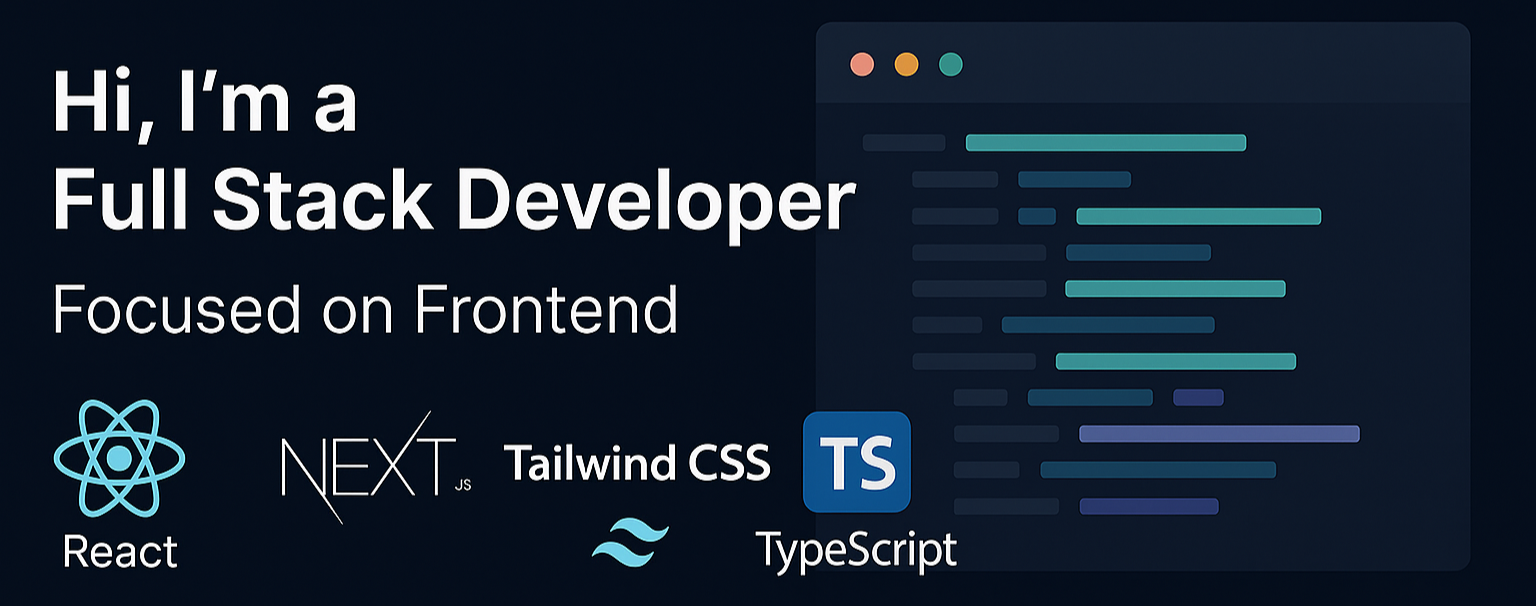 Hi, I’m a
Full Stack Developer
Focused on Frontend
React
NEXT.JS
Tailwind CSS
TS
TypeScript